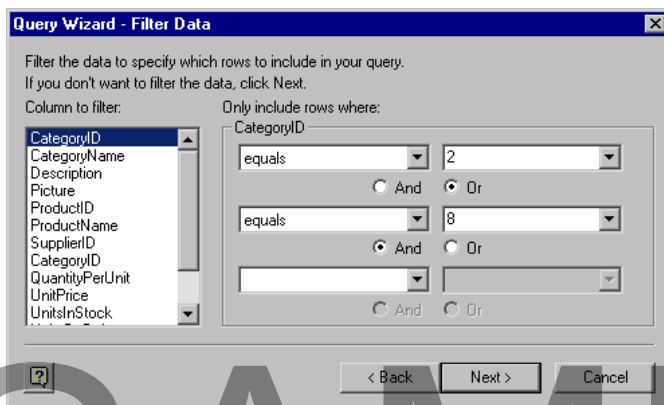 Query Wizard - Filter Data
Filter the data to specify which rows to include in your query.
If you don't want to filter the data, click Next.
Column to filter:
Only include rows where:
CategoryID
CategoryName
Description
Picture
ProductID
ProductName
SupplierID
CategoryID
QuantityPerUnit
UnitPrice
UnitsInStock
CategoryID
equals 2
And Or
equals 8
And Or
And Or
< Back Next > Cancel